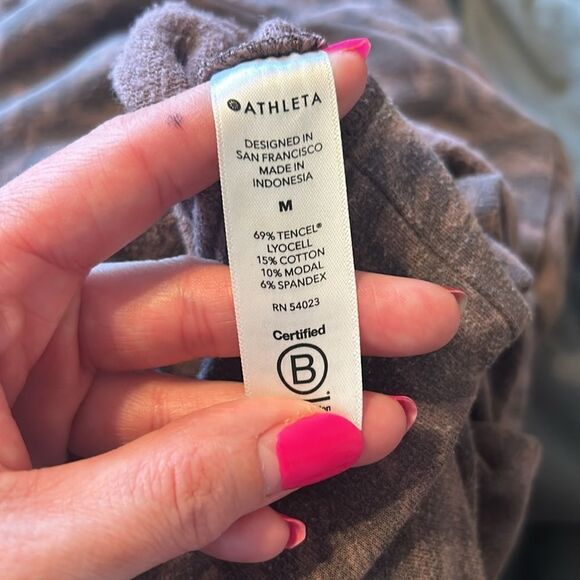 ATHLETA
DESIGNED IN
SAN FRANCISCO
MADE IN
INDONESIA
M
69% TENCEL®
LYOCELL
15% COTTON
10% MODAL
6% SPANDEX
RN 54023
Certified
B